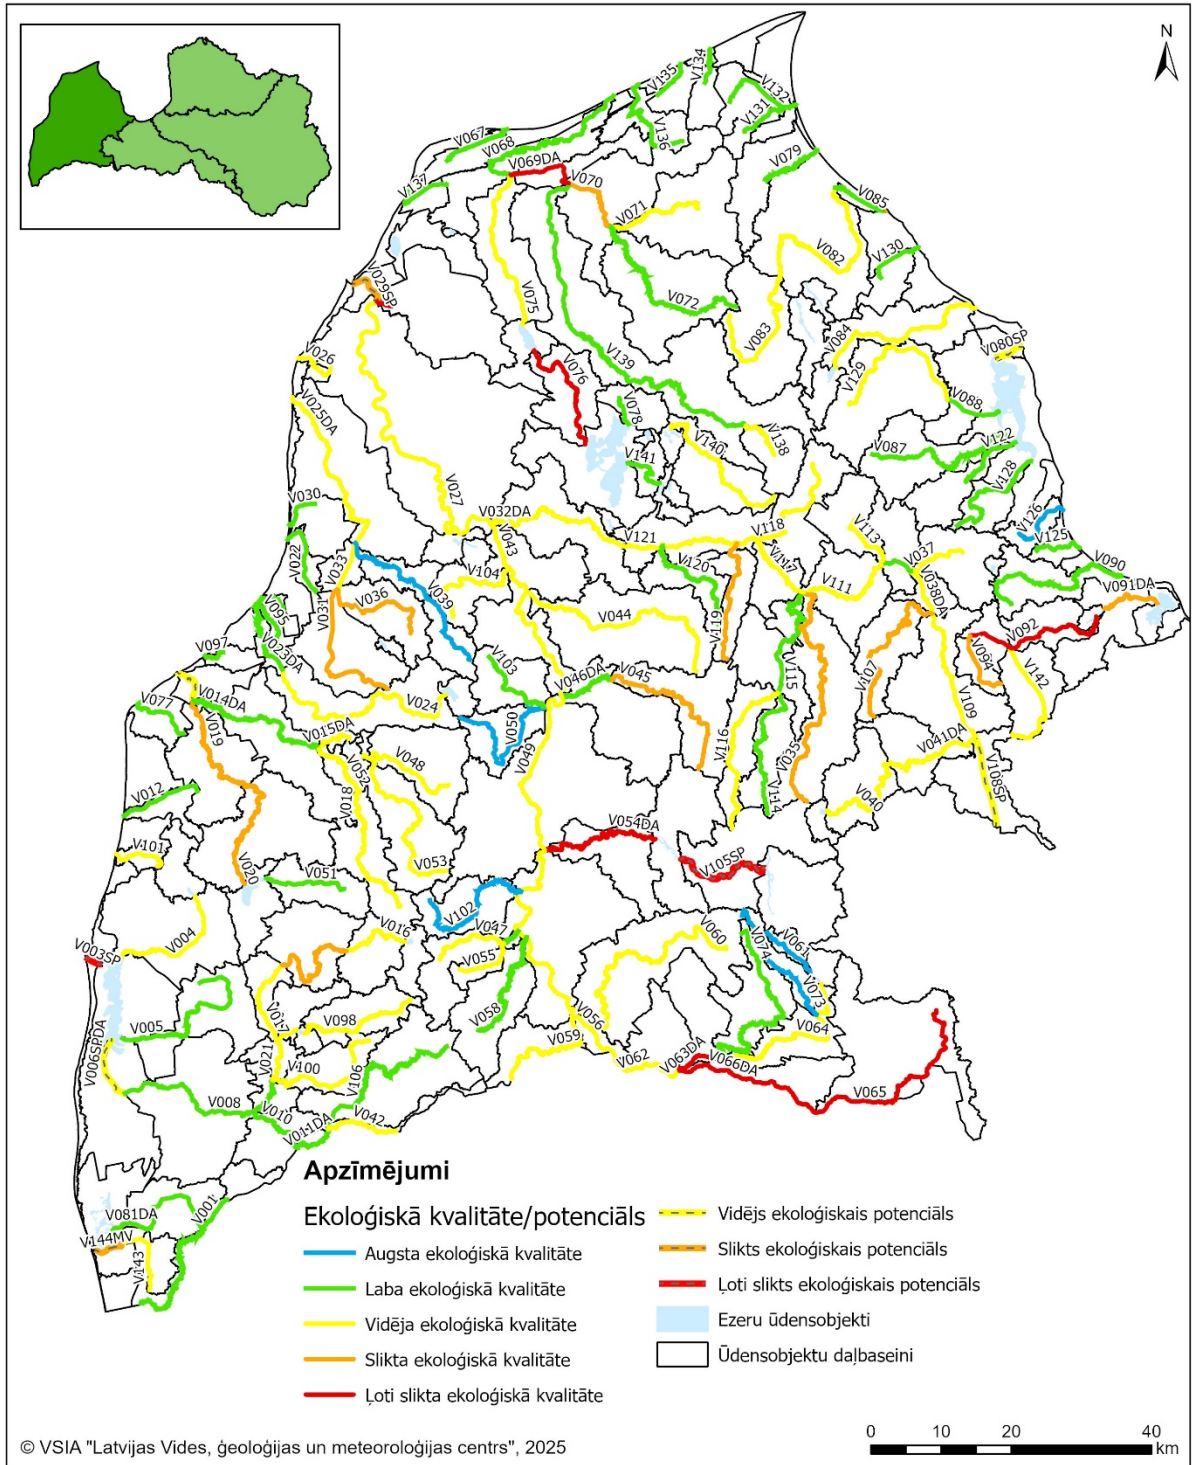 N
V134
V135
V132
V131
V136
V067
V068
V069DA
V070
V079
V137
V071
V085
V082
V130
V029SP
V075
V072
V083
V084
V080SP
V026
V139
V076
V129
V025DA
V078
V088
V140
V138
V122
V087
V141
V128
V030
V027
V032DA
V126
V118
V113
V043
V121
V125
V022
V033
V120
V117
V037
V090
V104
V111
V038DA
V091DA
V039
V031
V036
V095
V044
V119
V092
V023DA
V097
V103
V094
V115
V107
V142
V046DA
V045
V077
V014DA
V024
V109
V019
V015DA
V050
V116
V041DA
V049
V035
V052
V048
V108SP
V012
V018
V114
V040
V054DA
V101
V053
V105SP
V020
V051
V102
V004
V016
V047
V060
V061
V074
V003SP
V055
V073
V005
V017
V098
V058
V056
V064
V006SPDA
V021
V059
V100
V106
V062
V063DA
V066DA
V065
V008
V010
V011DA
V042
V081DA
V001
V144MV
V143
Apzīmējumi
Ekoloģiskā kvalitāte/potenciāls
Augsta ekoloģiskā kvalitāte
Laba ekoloģiskā kvalitāte
Vidēja ekoloģiskā kvalitāte
Slikta ekoloģiskā kvalitāte
Ļoti slikta ekoloģiskā kvalitāte
Vidējs ekoloģiskais potenciāls
Slikts ekoloģiskais potenciāls
Ļoti slikts ekoloģiskais potenciāls
Ezeru ūdensobjekti
Ūdensobjektu daļbaseini
© VSIA "Latvijas Vides, ģeoloģijas un meteoroloģijas centrs", 2025
0 10 20 40
km